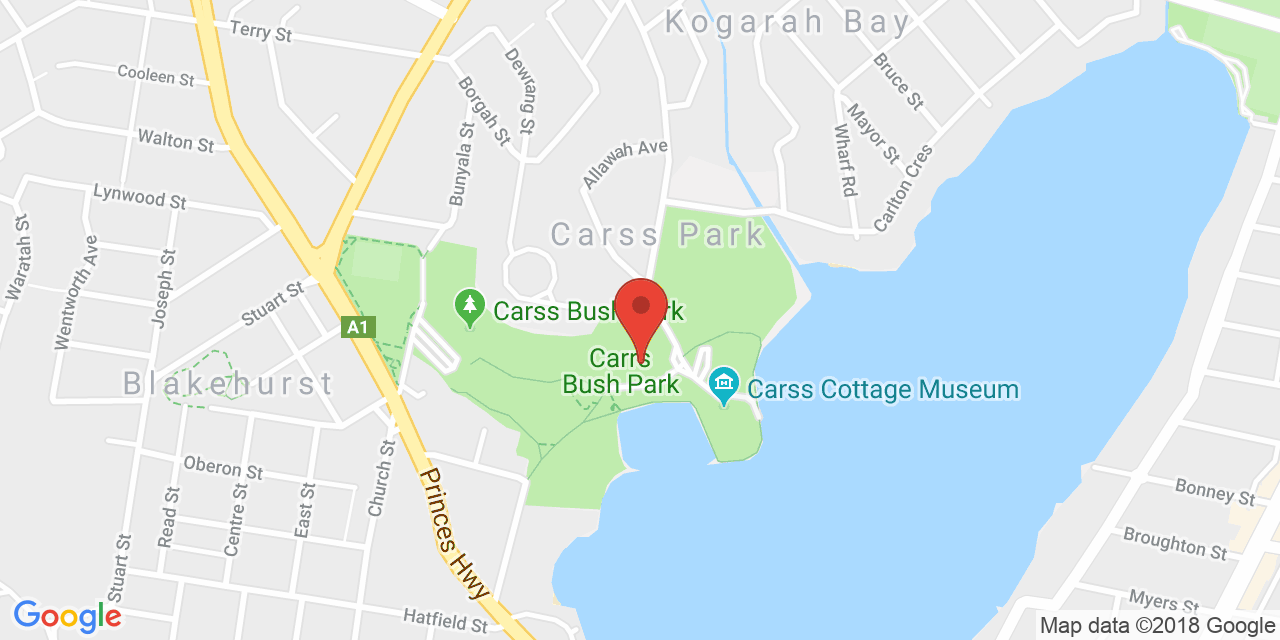 Kogarah Bay
Terry St
Cooleen St
Dewrang St
Borgah St
Bruce St
Mayor St
Walton St
Bunyala St
Allawah Ave
Wharf Rd
Carlton Cres
Lynwood St
Waratah St
Wentworth Ave
Joseph St
Carss Park
Stuart St
A1
Carss Bush Park
Carrs
Bush Park
Blakehurst
Carss Cottage Museum
Oberon St
Church St
Princes Hwy
Read St
Centre St
East St
Stuart St
Bonney St
Broughton St
Myers St
Hatfield St
Google
Map data ©2018 Google